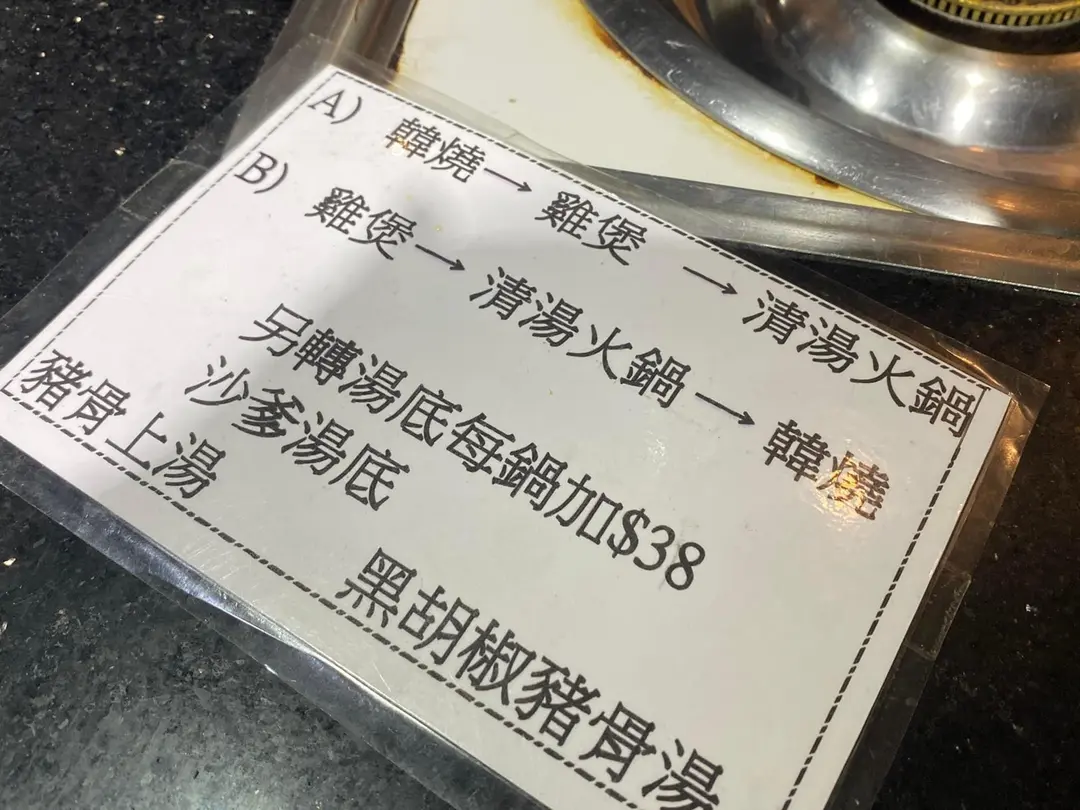 A) 韓燒→雞煲 →清湯火鍋
B) 雞煲→清湯火鍋→韓燒
另轉湯底每鍋加$38
豬骨上湯 沙爹湯底 黑胡椒豬骨湯